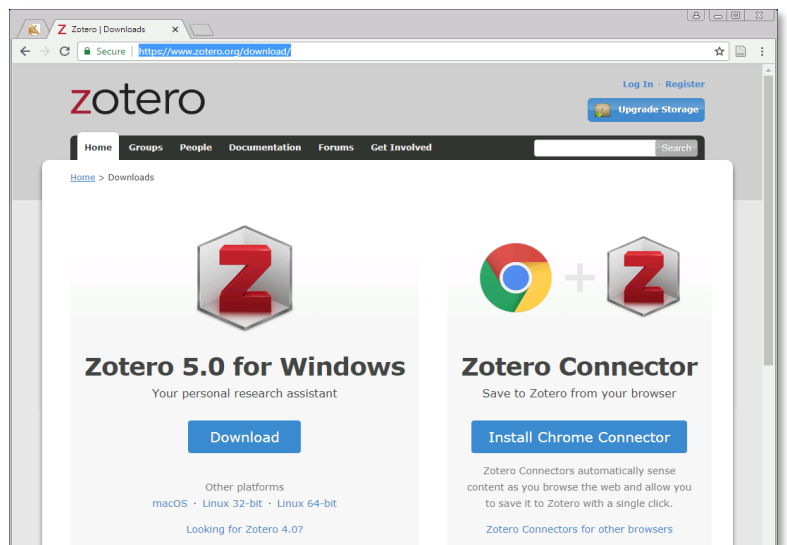 Zotero | Downloads
Secure | https://www.zotero.org/download/
zotero
Log In · Register
Upgrade Storage
Home Groups People Documentation Forums Get Involved
Search
Home > Downloads
Z
Z
Zotero 5.0 for Windows
Your personal research assistant
Download
Other platforms
macOS · Linux 32-bit · Linux 64-bit
Looking for Zotero 4.0?
+
Zotero Connector
Save to Zotero from your browser
Install Chrome Connector
Zotero Connectors automatically sense
content as you browse the web and allow you
to save it to Zotero with a single click.
Zotero Connectors for other browsers